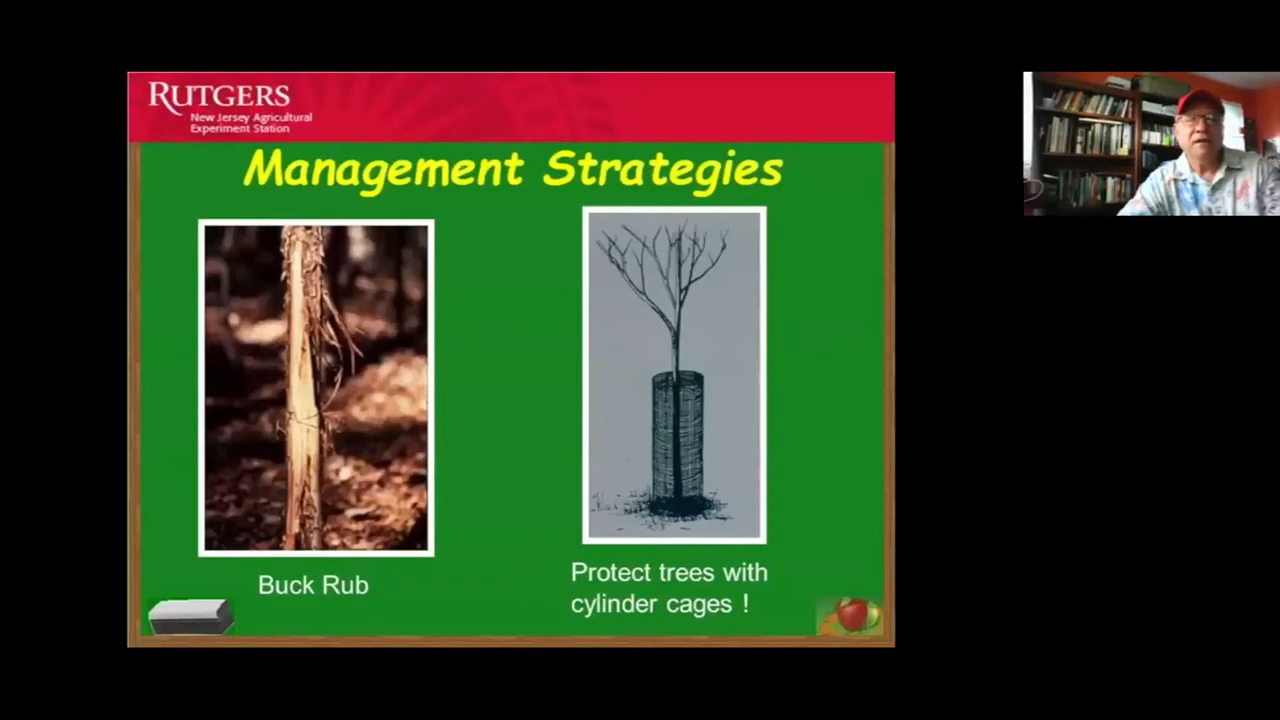 RUTGERS
New Jersey Agricultural
Experiment Station
Management Strategies
Buck Rub
Protect trees with
cylinder cages !